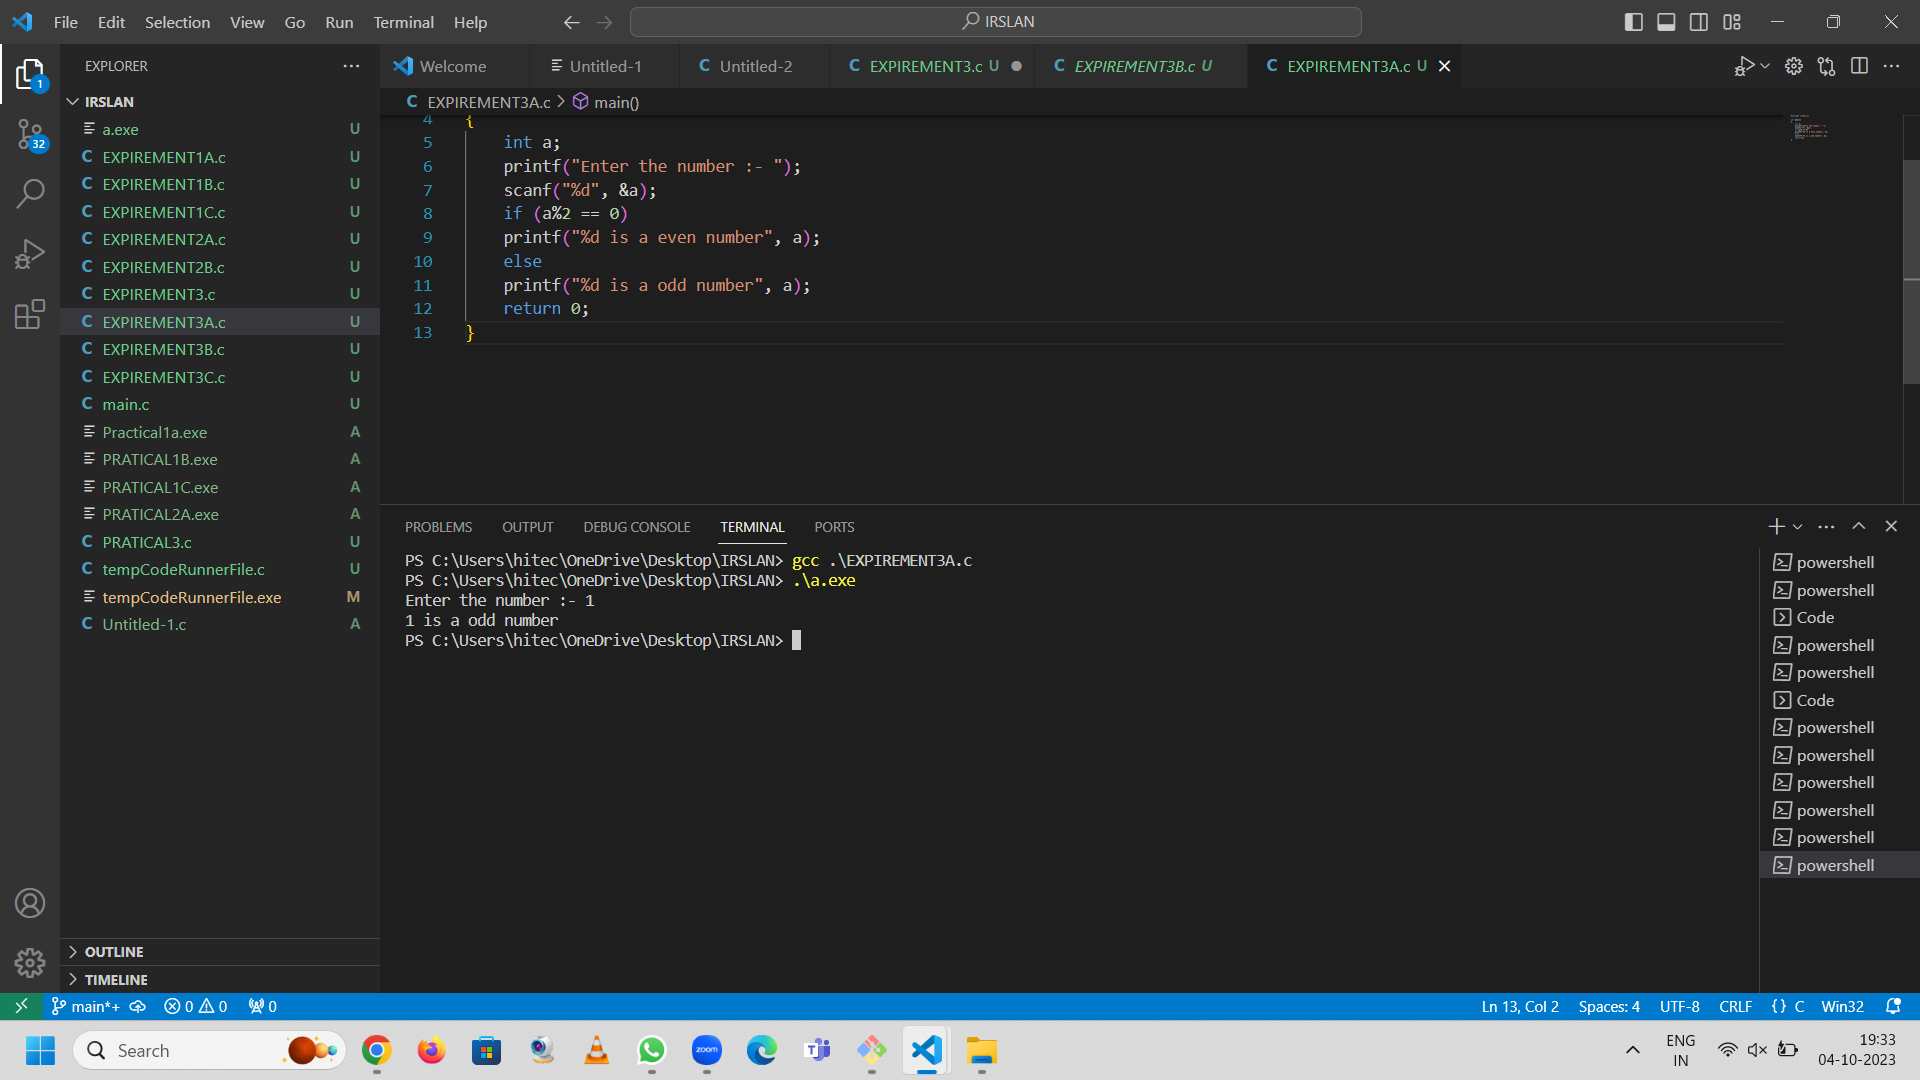 File Edit Selection View Go Run Terminal Help
IRSLAN
EXPLORER
IRSLAN
a.exe U
C EXPIREMENT1A.c U
C EXPIREMENT1B.c U
C EXPIREMENT1C.c U
C EXPIREMENT2A.c U
C EXPIREMENT2B.c U
C EXPIREMENT3.c U
C EXPIREMENT3A.c U
C EXPIREMENT3B.c U
C EXPIREMENT3C.c U
C main.c U
Practical1a.exe A
PRATICAL1B.exe A
PRATICAL1C.exe A
PRATICAL2A.exe A
C PRATICAL3.c U
C tempCodeRunnerFile.c U
tempCodeRunnerFile.exe M
C Untitled-1.c A
OUTLINE
TIMELINE
1
32
Welcome Untitled-1 C Untitled-2 C EXPIREMENT3.c U C EXPIREMENT3B.c U C EXPIREMENT3A.c U
C EXPIREMENT3A.c > main()
4 {
5 int a;
6 printf("Enter the number :- ");
7 scanf("%d", &a);
8 if (a%2 == 0)
9 printf("%d is a even number", a);
10 else
11 printf("%d is a odd number", a);
12 return 0;
13 }
PROBLEMS OUTPUT DEBUG CONSOLE TERMINAL PORTS
PS C:\Users\hitec\OneDrive\Desktop\IRSLAN> gcc .\EXPIREMENT3A.c
PS C:\Users\hitec\OneDrive\Desktop\IRSLAN> .\a.exe
Enter the number :- 1
1 is a odd number
PS C:\Users\hitec\OneDrive\Desktop\IRSLAN>
powershell
powershell
Code
powershell
powershell
Code
powershell
powershell
powershell
powershell
powershell
powershell
main*+ 0 0 0 Ln 13, Col 2 Spaces: 4 UTF-8 CRLF {} C Win32
Search
zoom
ENG
IN
19:33
04-10-2023